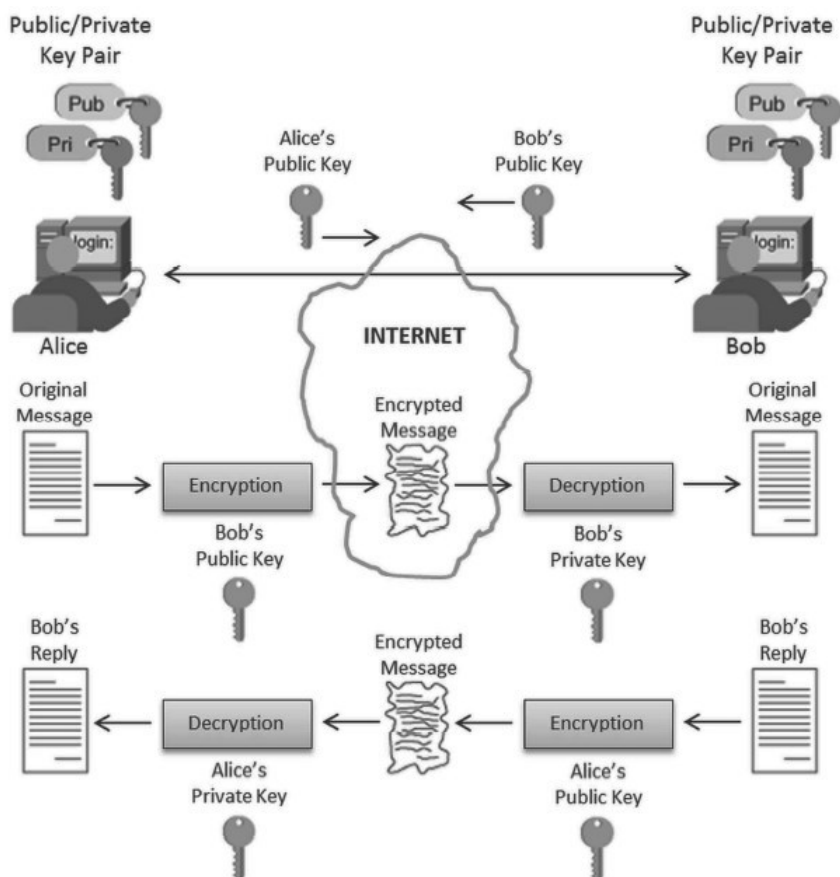 Public/Private
Key Pair
Pub
Pri
login:
Alice
Alice's
Public Key
Bob's
Public Key
Public/Private
Key Pair
Pub
Pri
login:
Bob
INTERNET
Original
Message
Encryption
Bob's
Public Key
Encrypted
Message
Decryption
Bob's
Private Key
Original
Message
Bob's
Reply
Decryption
Alice's
Private Key
Encrypted
Message
Encryption
Alice's
Public Key
Bob's
Reply